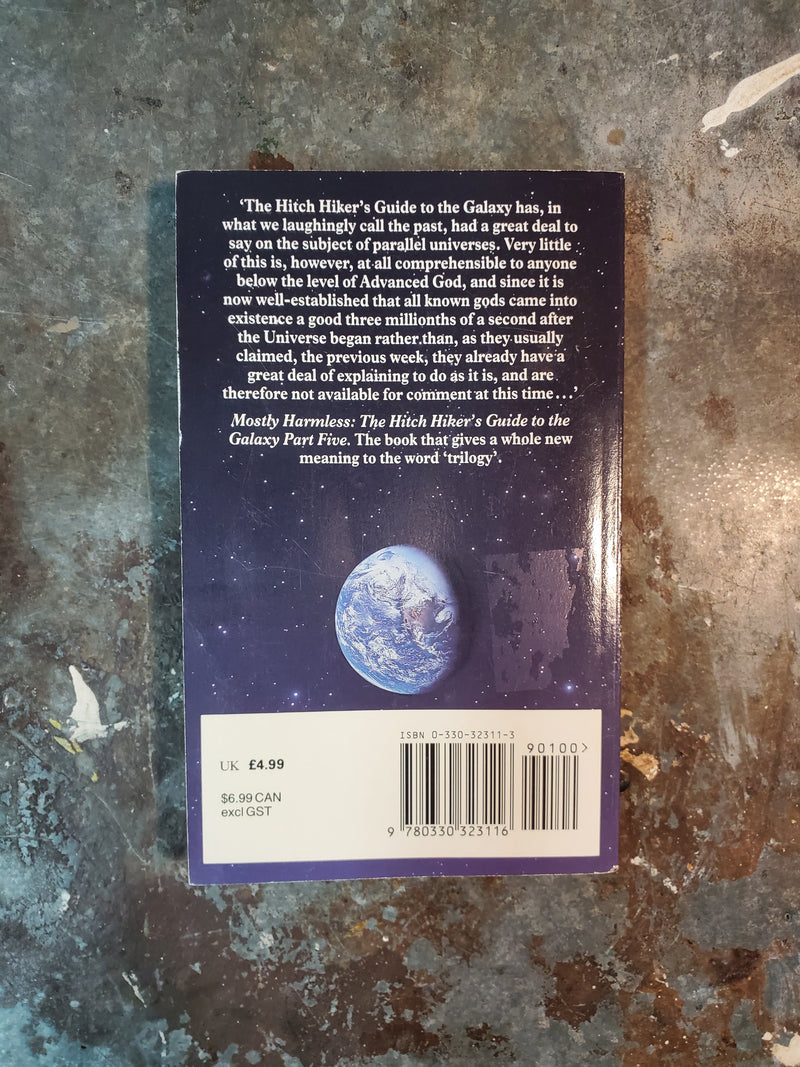 ‘The Hitch Hiker’s Guide to the Galaxy has, in
what we laughingly call the past, had a great deal to
say on the subject of parallel universes. Very little
of this is, however, at all comprehensible to anyone
below the level of Advanced God, and since it is
now well-established that all known gods came into
existence a good three millionths of a second after
the Universe began rather than, as they usually
claimed, the previous week, they already have a
great deal of explaining to do as it is, and are
therefore not available for comment at this time...’
Mostly Harmless: The Hitch Hiker’s Guide to the
Galaxy Part Five. The book that gives a whole new
meaning to the word ‘trilogy’.
UK £4.99
$6.99 CAN
excl GST
ISBN 0-330-32311-3
90100>
9 780330 323116